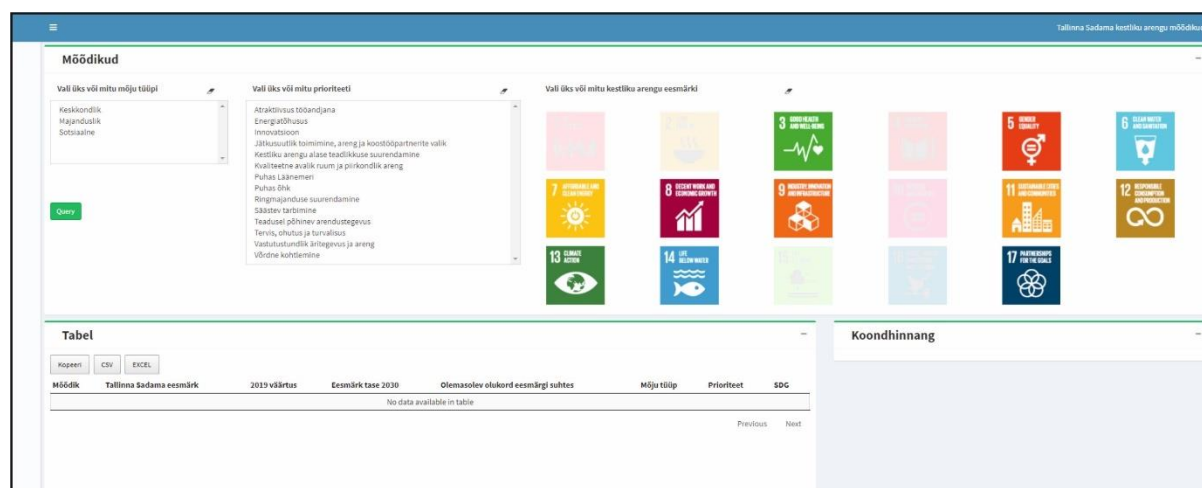 Tallinna Sadama kestliku arengu mõõdikud
Mõõdikud
Vali üks või mitu mõju tüüpi
Keskkondlik
Majanduslik
Sotsiaalne
Query
Vali üks või mitu prioriteeti
Atraktiivsus tööandjana
Energiatõhusus
Innovatsioon
Jätkusuutlik toimimine, areng ja koostööpartnerite valik
Kestliku arengu alase teadlikkuse suurendamine
Kvaliteetne avalik ruum ja piirkondlik areng
Puhas Läänemeri
Puhas õhk
Ringmajanduse suurendamine
Säästev tarbimine
Teadusel põhinev arendustegevus
Tervis, ohutus ja turvalisus
Vastutustundlik äritegevus ja areng
Võrdne kohtlemine
Vali üks või mitu kestliku arengu eesmärki
3 GOOD HEALTH
AND WELL-BEING
5 GENDER
EQUALITY
6 CLEAN WATER
AND SANITATION
7 AFFORDABLE AND
CLEAN ENERGY
8 DECENT WORK AND
ECONOMIC GROWTH
9 INDUSTRY, INNOVATION
AND INFRASTRUCTURE
11 SUSTAINABLE CITIES
AND COMMUNITIES
12 RESPONSIBLE
CONSUMPTION
AND PRODUCTION
13 CLIMATE
ACTION
14 LIFE
BELOW WATER
17 PARTNERSHIPS
FOR THE GOALS
Tabel
Kopeeri CSV EXCEL
Mõõdik Tallinna Sadama eesmärk 2019 väärtus Eesmärk tase 2030 Olemasolev olukord eesmärgi suhtes Mõju tüüp Prioriteet SDG
No data available in table
Previous Next
Koondhinnang